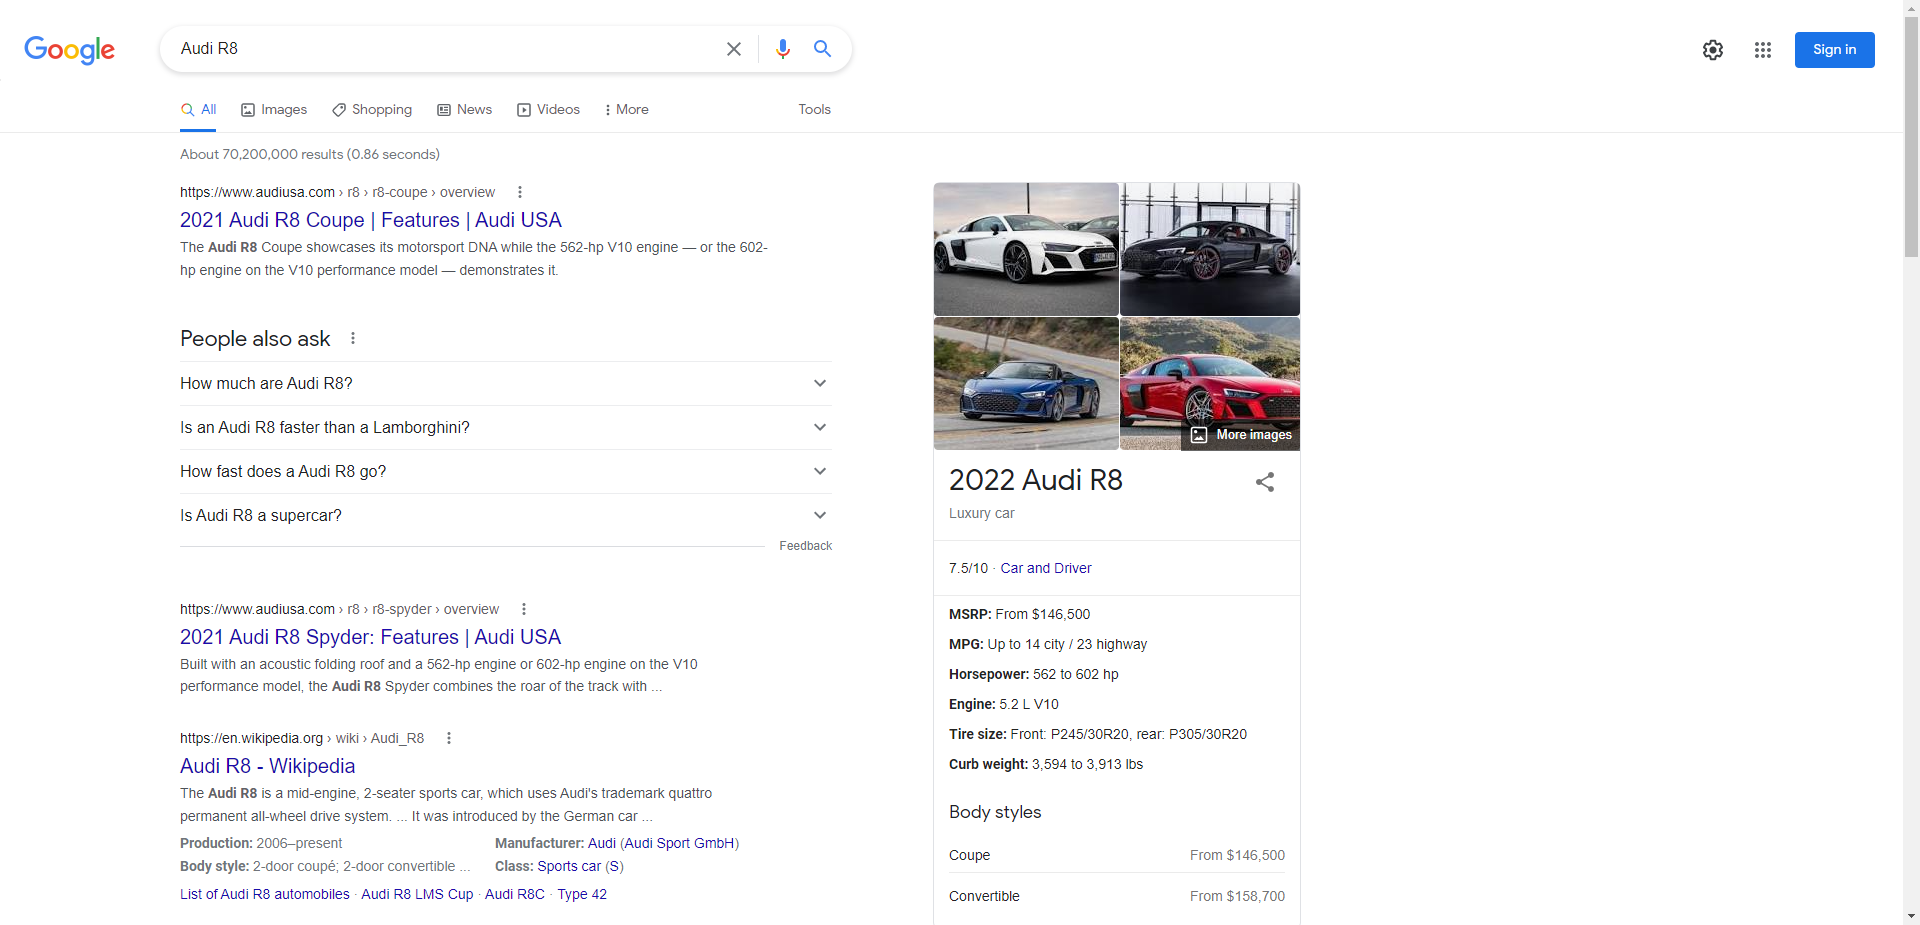 Google
Audi R8
Sign in
All
Images
Shopping
News
Videos
More
Tools
About 70,200,000 results (0.86 seconds)
https://www.audiusa.com › r8 › r8-coupe › overview
2021 Audi R8 Coupe | Features | Audi USA
The Audi R8 Coupe showcases its motorsport DNA while the 562-hp V10 engine — or the 602-
hp engine on the V10 performance model — demonstrates it.
People also ask
How much are Audi R8?
Is an Audi R8 faster than a Lamborghini?
How fast does a Audi R8 go?
Is Audi R8 a supercar?
Feedback
https://www.audiusa.com › r8 › r8-spyder › overview
2021 Audi R8 Spyder: Features | Audi USA
Built with an acoustic folding roof and a 562-hp engine or 602-hp engine on the V10
performance model, the Audi R8 Spyder combines the roar of the track with ...
https://en.wikipedia.org › wiki › Audi_R8
Audi R8 - Wikipedia
The Audi R8 is a mid-engine, 2-seater sports car, which uses Audi's trademark quattro
permanent all-wheel drive system. ... It was introduced by the German car ...
Production: 2006–present
Manufacturer: Audi (Audi Sport GmbH)
Body style: 2-door coupé; 2-door convertible ...
Class: Sports car (S)
List of Audi R8 automobiles · Audi R8 LMS Cup · Audi R8C · Type 42
More images
2022 Audi R8
Luxury car
7.5/10 · Car and Driver
MSRP: From $146,500
MPG: Up to 14 city / 23 highway
Horsepower: 562 to 602 hp
Engine: 5.2 L V10
Tire size: Front: P245/30R20, rear: P305/30R20
Curb weight: 3,594 to 3,913 lbs
Body styles
Coupe
From $146,500
Convertible
From $158,700